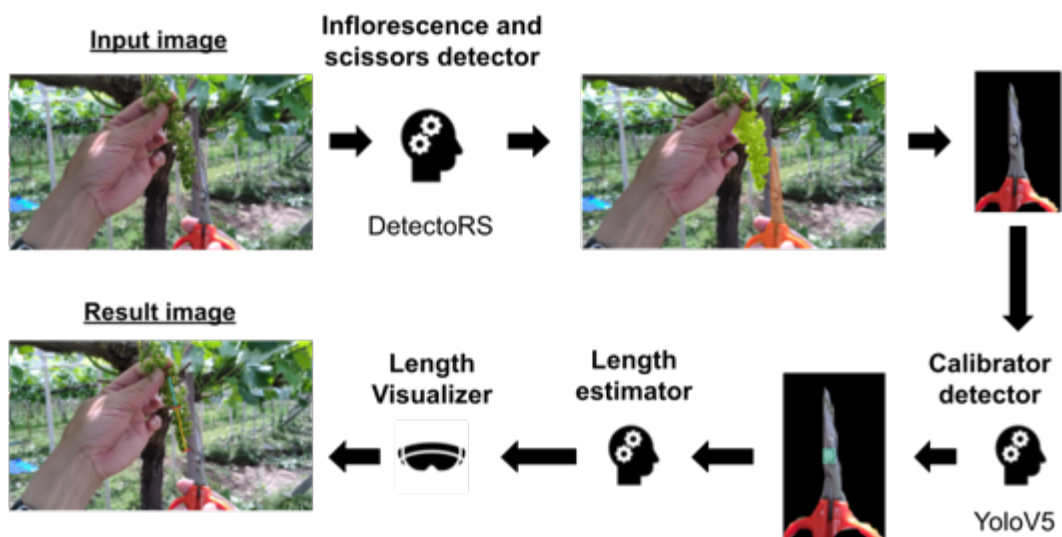 Input image
Inflorescence and
scissors detector
DetectoRS
Result image
Length
Visualizer
Length
estimator
Calibrator
detector
YoloV5